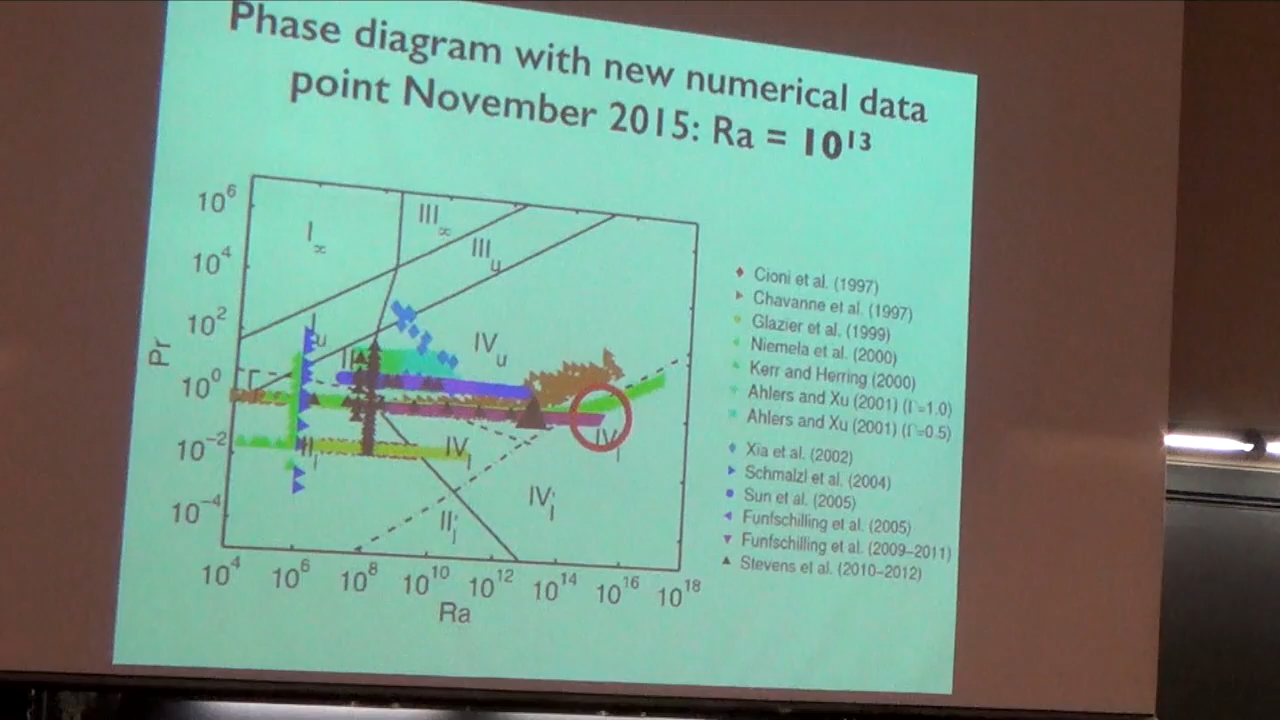 Phase diagram with new numerical data
point November 2015: Ra = 10¹³
10⁶
10⁴
10²
10⁰
10⁻²
10⁻⁴
Pr
I∞
III∞
IIIᵤ
IVᵤ
IVₗ
IVₗ
IV'ₗ
II'ₗ
10⁴ 10⁶ 10⁸ 10¹⁰ 10¹² 10¹⁴ 10¹⁶ 10¹⁸
Ra
Cioni et al. (1997)
Chavanne et al. (1997)
Glazier et al. (1999)
Niemela et al. (2000)
Kerr and Herring (2000)
Ahlers and Xu (2001) (Γ=1.0)
Ahlers and Xu (2001) (Γ=0.5)
Xia et al. (2002)
Schmalzl et al. (2004)
Sun et al. (2005)
Funfschilling et al. (2005)
Funfschilling et al. (2009–2011)
Stevens et al. (2010–2012)